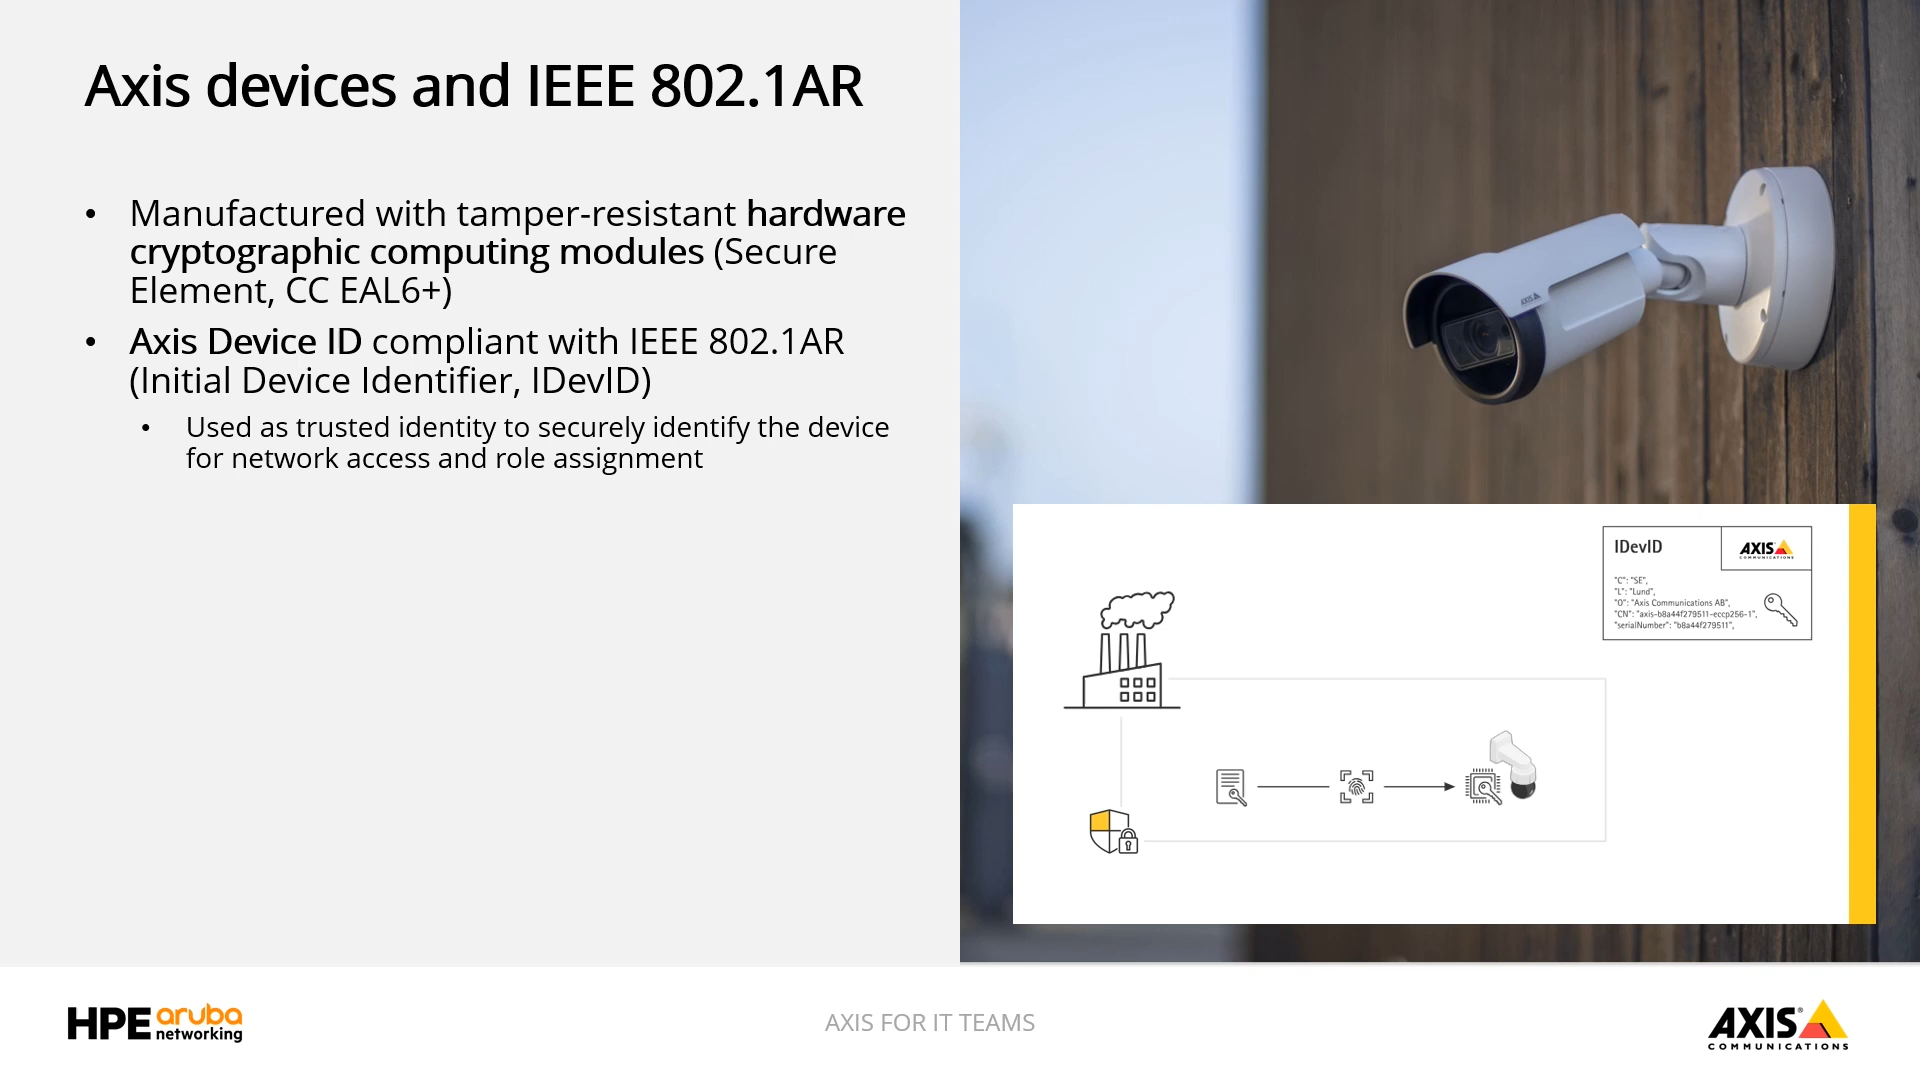 Axis devices and IEEE 802.1AR
• Manufactured with tamper-resistant hardware
cryptographic computing modules (Secure
Element, CC EAL6+)
• Axis Device ID compliant with IEEE 802.1AR
(Initial Device Identifier, IDevID)
• Used as trusted identity to securely identify the device
for network access and role assignment
AXIS
IDevID
AXIS
COMMUNICATIONS
"C": "SE",
"L": "Lund",
"O": "Axis Communications AB",
"CN": "axis-b8a44f279511-eccp256-1",
"serialNumber": "b8a44f279511",
HPE aruba
networking
AXIS FOR IT TEAMS
AXIS®
COMMUNICATIONS